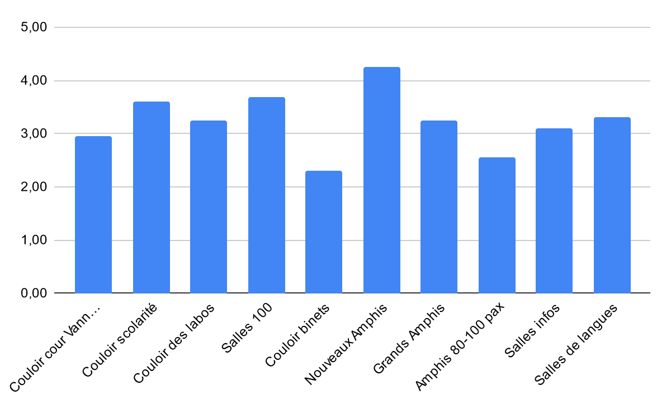 5,00
4,00
3,00
2,00
1,00
0,00
Couloir cour Vann…
Couloir scolarité
Couloir des labos
Salles 100
Couloir binets
Nouveaux Amphis
Grands Amphis
Amphis 80-100 pax
Salles infos
Salles de langues